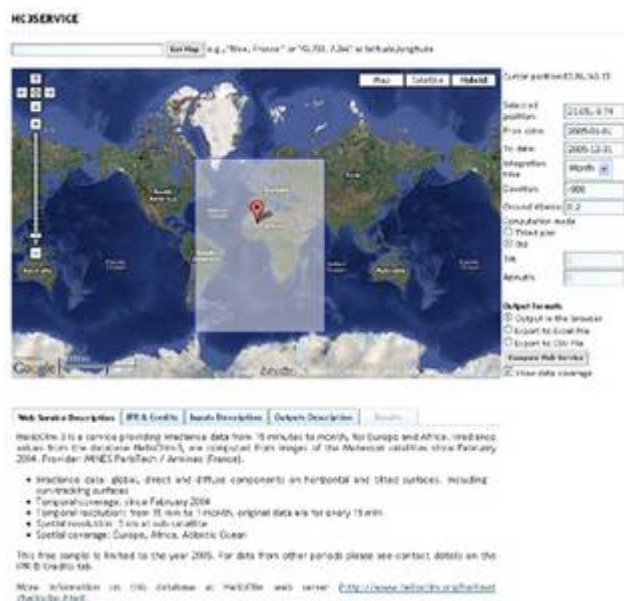 HC3SERVICE
Get Map e.g., "Nice, France" or latitude,longitude
Map Satellite Hybrid
Cursor position:
Selected position:
From date: 2005-01-01
To date: 2005-12-31
Integration time Month
Elevation: -999
Ground Albedo: 0.2
Computation mode
Tilted plan
Tilt
Azimuth
Output formats
Output in the browser
Export to Excel File
Export to CSV File
Compute Web Service
Show data coverage
Google
Web Service Description IPR & Credits Inputs Description Outputs Description Results
HelioClim-3 is a service providing irradiance data from 15 minutes to month, for Europe and Africa. Irradiance
values from the database HelioClim-3, are computed from images of the Meteosat satellites since February
2004. Provider: MINES ParisTech / Armines (France).
Irradiance data: global, direct and diffuse components on horizontal and tilted surfaces, including
sun-tracking surfaces
Temporal coverage: since February 2004
Temporal resolution: from 15 min to 1 month, original data are for every 15 min
Spatial resolution: km at sub-satellite
Spatial coverage: Europe, Africa, Atlantic Ocean
This free sample is limited to the year 2005. For data from other periods please see contact details on the
IPR & Credits tab.
More information on this database at HelioClim web server